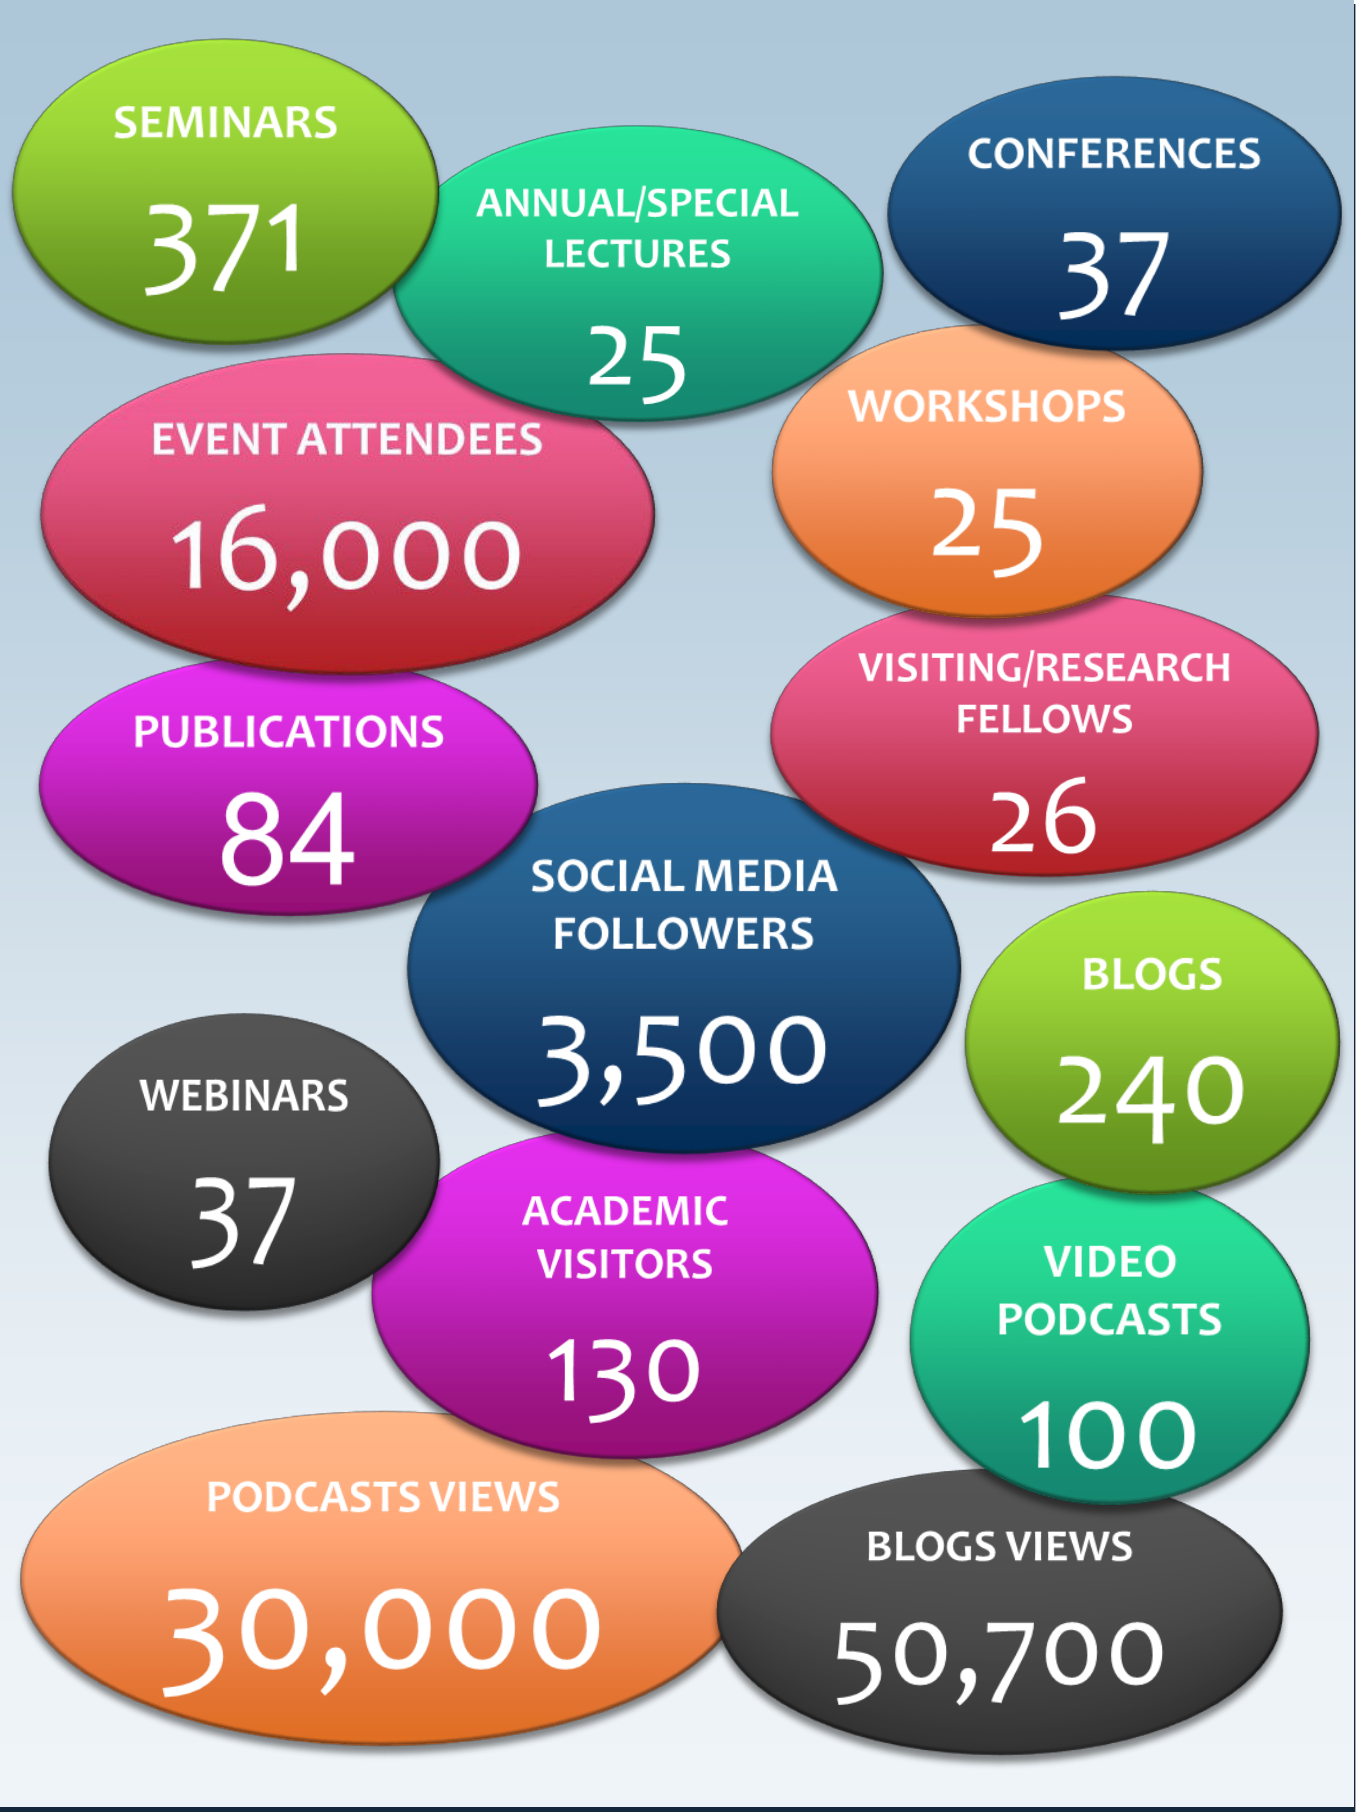 SEMINARS
371
ANNUAL/SPECIAL
LECTURES
25
CONFERENCES
37
EVENT ATTENDEES
16,000
WORKSHOPS
25
PUBLICATIONS
84
VISITING/RESEARCH
FELLOWS
26
SOCIAL MEDIA
FOLLOWERS
3,500
BLOGS
240
WEBINARS
37
ACADEMIC
VISITORS
130
VIDEO
PODCASTS
100
PODCASTS VIEWS
30,000
BLOGS VIEWS
50,700